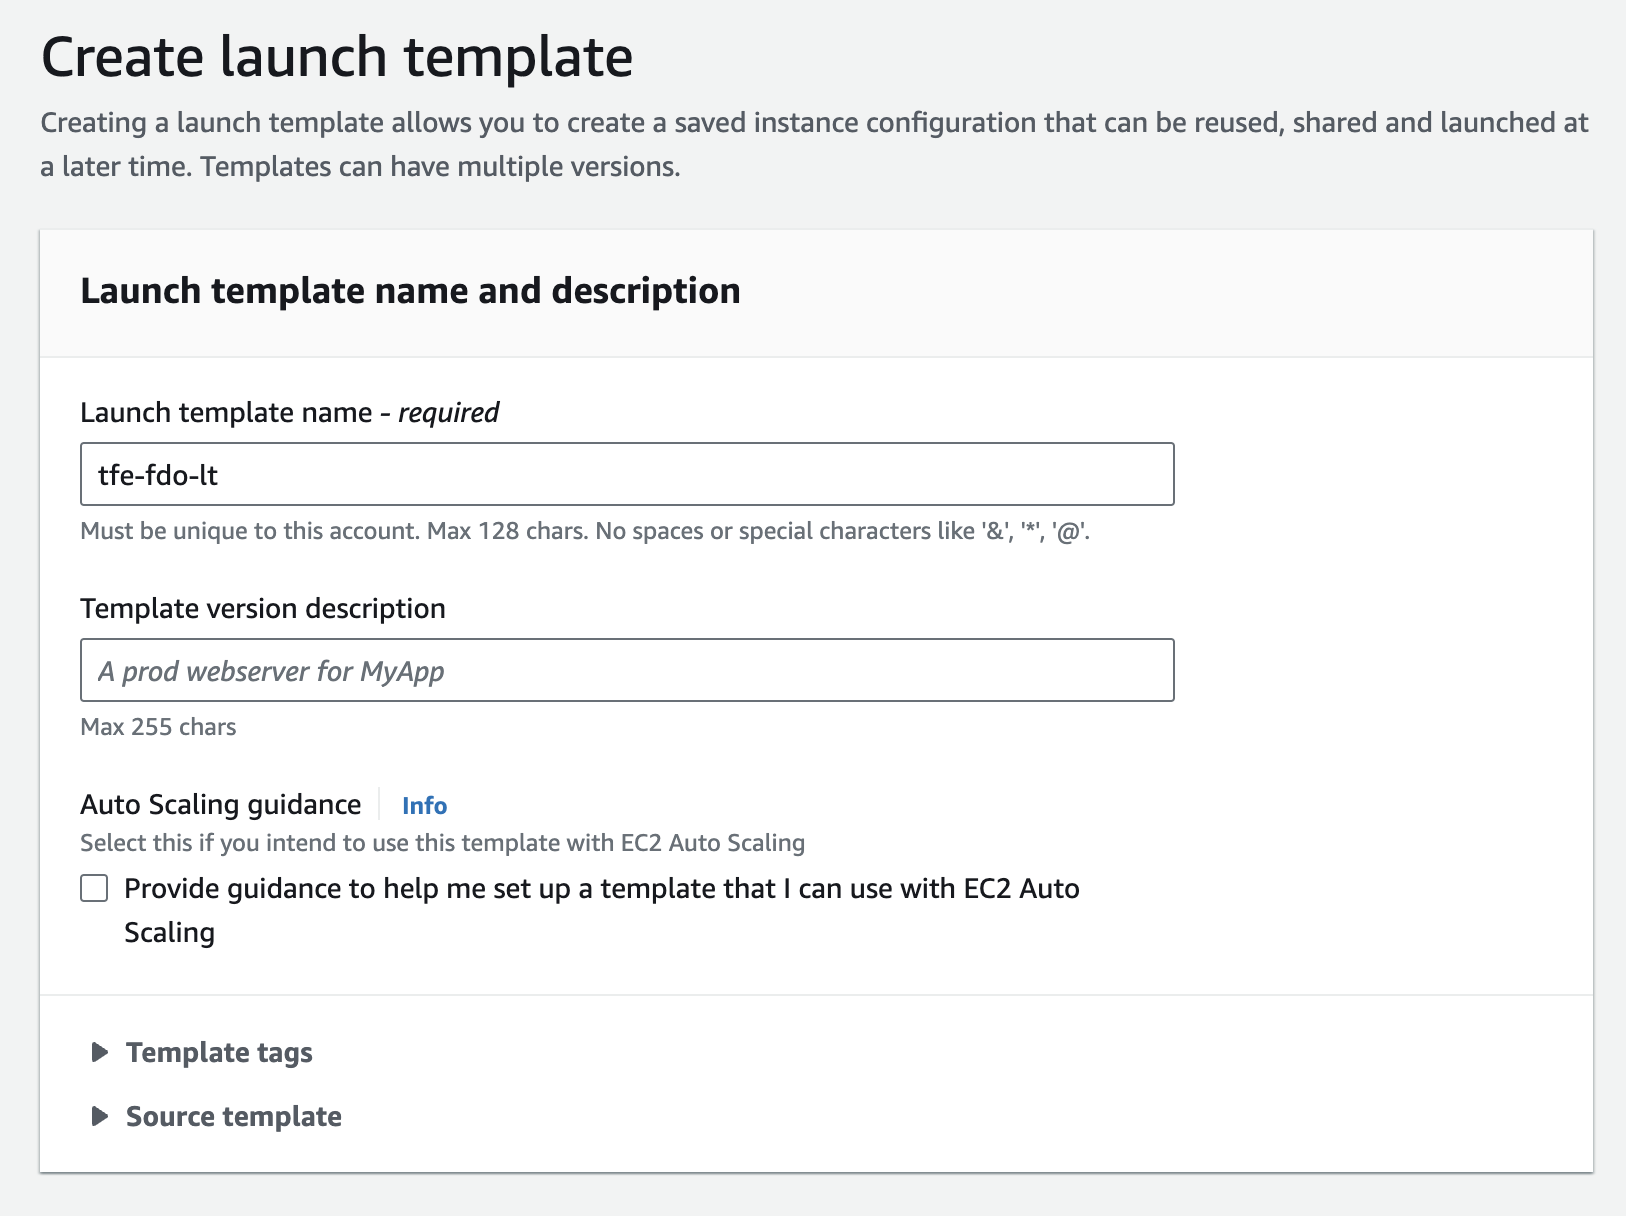 Create launch template
Creating a launch template allows you to create a saved instance configuration that can be reused, shared and launched at
a later time. Templates can have multiple versions.
Launch template name and description
Launch template name - required
tfe-fdo-lt
Must be unique to this account. Max 128 chars. No spaces or special characters like '&', '*', '@'.
Template version description
A prod webserver for MyApp
Max 255 chars
Auto Scaling guidance Info
Select this if you intend to use this template with EC2 Auto Scaling
Provide guidance to help me set up a template that I can use with EC2 Auto
Scaling
Template tags
Source template